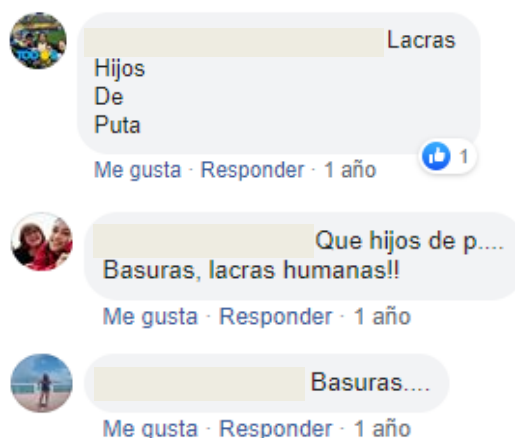 Lacras
Hijos
De
Puta
1
Me gusta · Responder · 1 año
Que hijos de p....
Basuras, lacras humanas!!
Me gusta · Responder · 1 año
Basuras....
Me gusta · Responder · 1 año